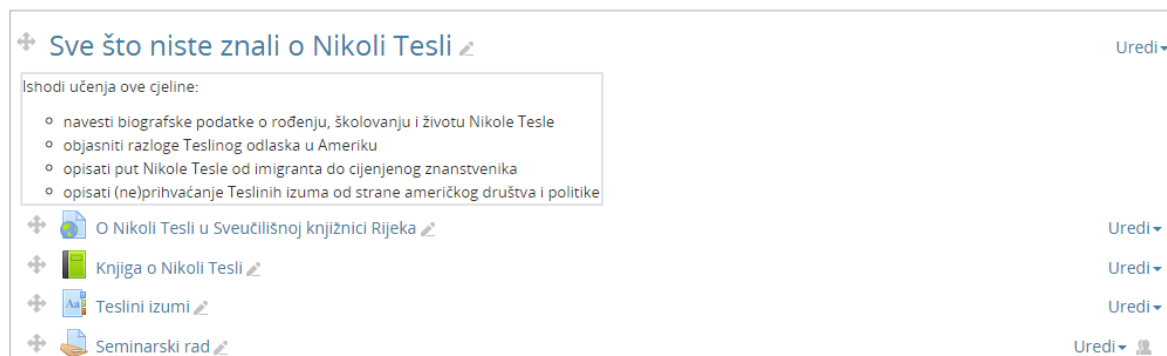 Sve što niste znali o Nikoli Tesli
Uredi
Ishodi učenja ove cjeline:
navesti biografske podatke o rođenju, školovanju i životu Nikole Tesle
objasniti razloge Teslinog odlaska u Ameriku
opisati put Nikole Tesle od imigranta do cijenjenog znanstvenika
opisati (ne)prihvaćanje Teslinih izuma od strane američkog društva i politike
O Nikoli Tesli u Sveučilišnoj knjižnici Rijeka
Uredi
Knjiga o Nikoli Tesli
Uredi
Teslini izumi
Uredi
Seminarski rad
Uredi